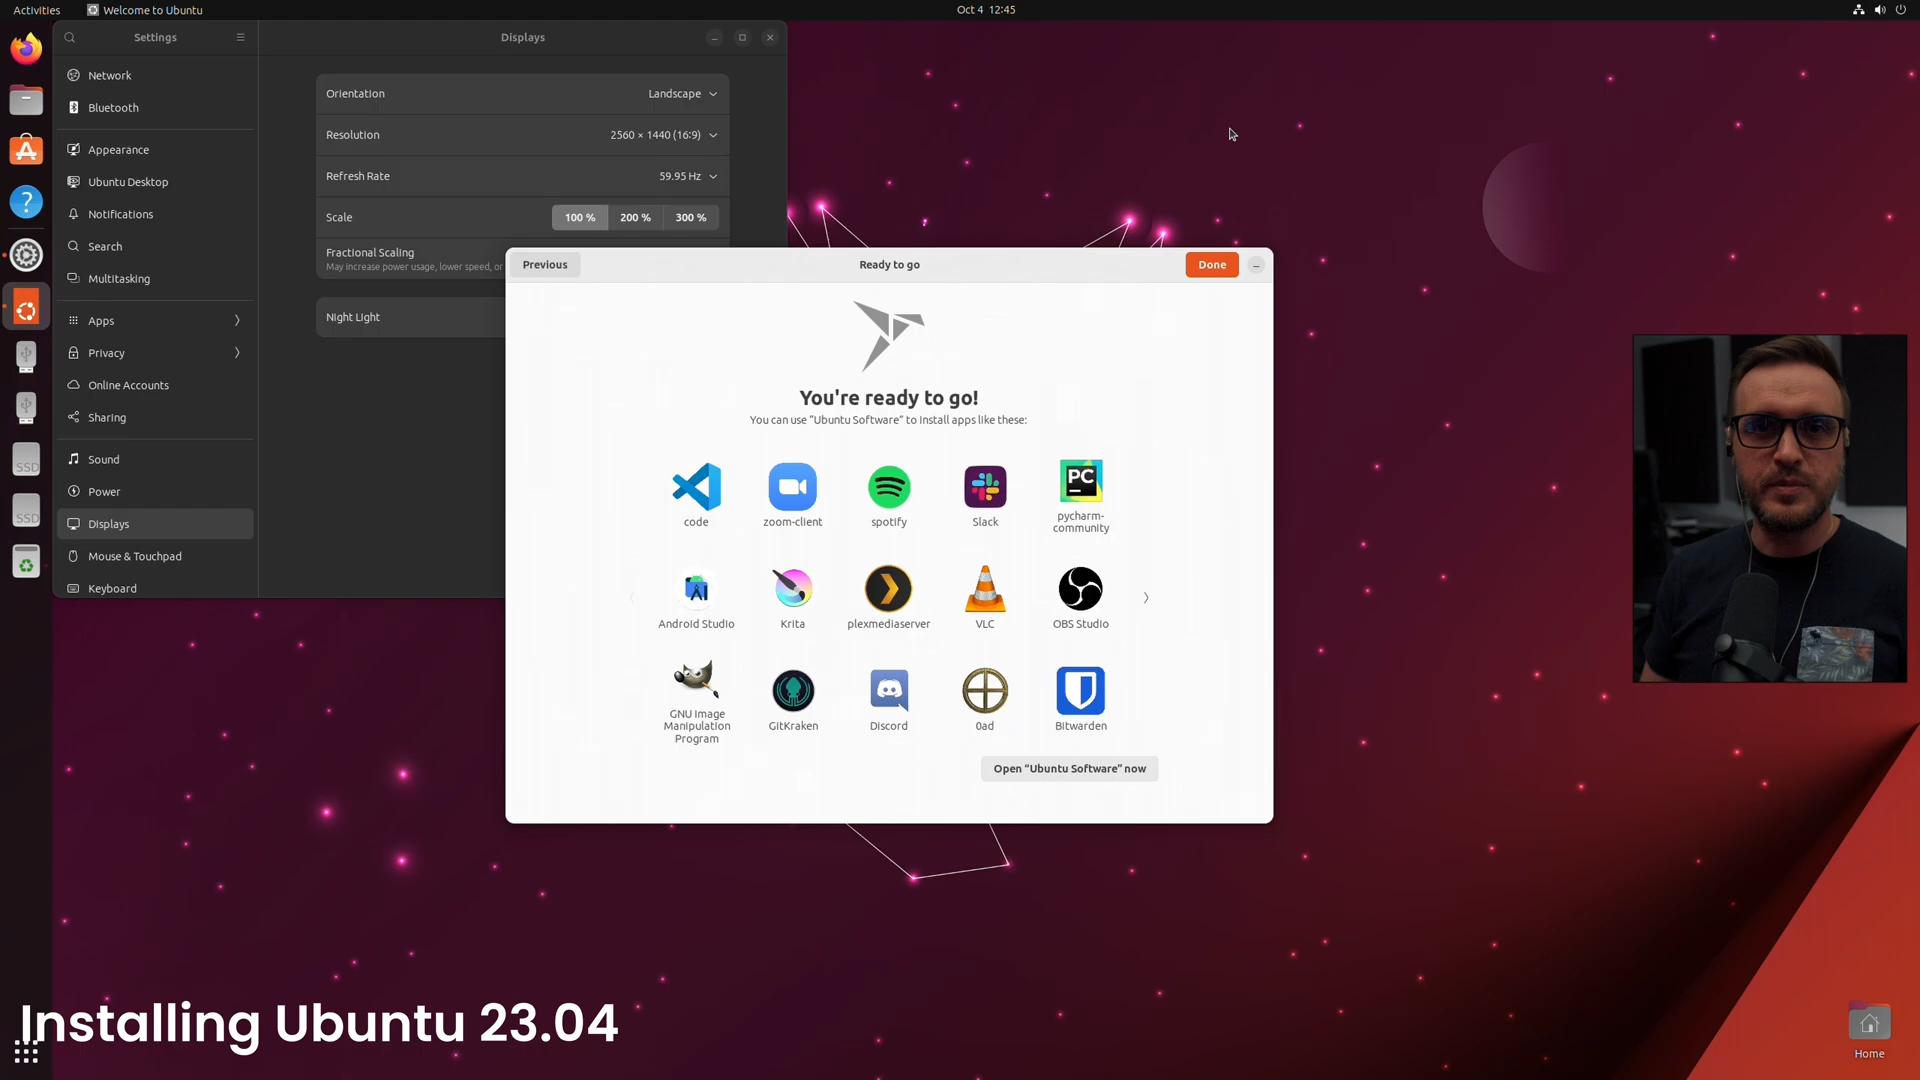 Activities
Welcome to Ubuntu
Oct 4 12:45
Settings
Displays
Network
Bluetooth
Appearance
Ubuntu Desktop
Notifications
Search
Multitasking
Apps
Privacy
Online Accounts
Sharing
Sound
Power
Displays
Mouse & Touchpad
Keyboard
Orientation
Landscape
Resolution
2560 × 1440 (16:9)
Refresh Rate
59.95 Hz
Scale
100 %
200 %
300 %
Fractional Scaling
May increase power usage, lower speed, or
Night Light
Previous
Ready to go
Done
You're ready to go!
You can use “Ubuntu Software” to install apps like these:
code
zoom-client
spotify
Slack
PC
pycharm-
community
Android Studio
Krita
plexmediaserver
VLC
OBS Studio
GNU Image
Manipulation
Program
GitKraken
Discord
0ad
Bitwarden
Open “Ubuntu Software” now
SSD
SSD
Installing Ubuntu 23.04
Home